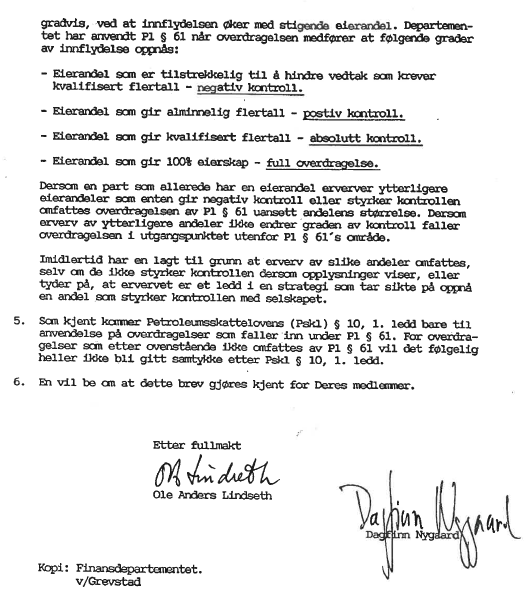 gradvis, ved at innflydelsen øker med stigende eierandel. Departemen-
tet har anvendt Pl § 61 når overdragelsen medfører at følgende grader
av innflydelse oppnås:
- Eierandel som er tilstrekkelig til å hindre vedtak som krever
kvalifisert flertall - negativ kontroll.
- Eierandel som gir alminnelig flertall - postiv kontroll.
- Eierandel som gir kvalifisert flertall - absolutt kontroll.
- Eierandel som gir 100% eierskap - full overdragelse.
Dersom en part som allerede har en eierandel erverver ytterligere
eierandeler som enten gir negativ kontroll eller styrker kontrollen
omfattes overdragelsen av Pl § 61 uansett andelens størrelse. Dersom
erverv av ytterligere andeler ikke endrer graden av kontroll faller
overdragelsen i utgangspunktet utenfor Pl § 61's område.
Imidlertid har en lagt til grunn at erverv av slike andeler omfattes,
selv om de ikke styrker kontrollen dersom opplysninger viser, eller
tyder på, at ervervet er et ledd i en strategi som tar sikte på oppnå
en andel som styrker kontrollen med selskapet.
5. Som kjent kommer Petroleumsskattelovens (Pskl) § 10, 1. ledd bare til
anvendelse på overdragelser som faller inn under Pl § 61. For overdra-
gelser som etter ovenstående ikke omfattes av Pl § 61 vil det følgelig
heller ikke bli gitt samtykke etter Pskl § 10, 1. ledd.
6. En vil be om at dette brev gjøres kjent for Deres medlemmer.
Etter fullmakt
OA Lindseth
Ole Anders Lindseth
Dagfinn Nygaard
Dagfinn Nygaard
Kopi: Finansdepartementet.
v/Grevstad